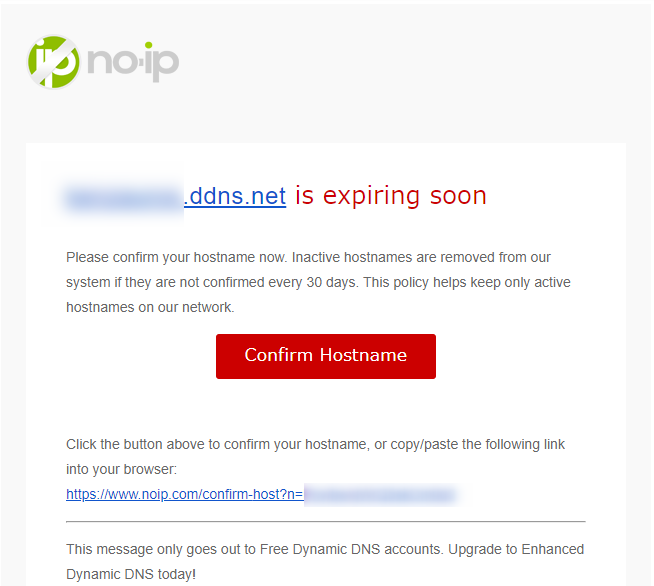 no-ip
.ddns.net is expiring soon
Please confirm your hostname now. Inactive hostnames are removed from our
system if they are not confirmed every 30 days. This policy helps keep only active
hostnames on our network.
Confirm Hostname
Click the button above to confirm your hostname, or copy/paste the following link
into your browser:
https://www.noip.com/confirm-host?n=
This message only goes out to Free Dynamic DNS accounts. Upgrade to Enhanced
Dynamic DNS today!